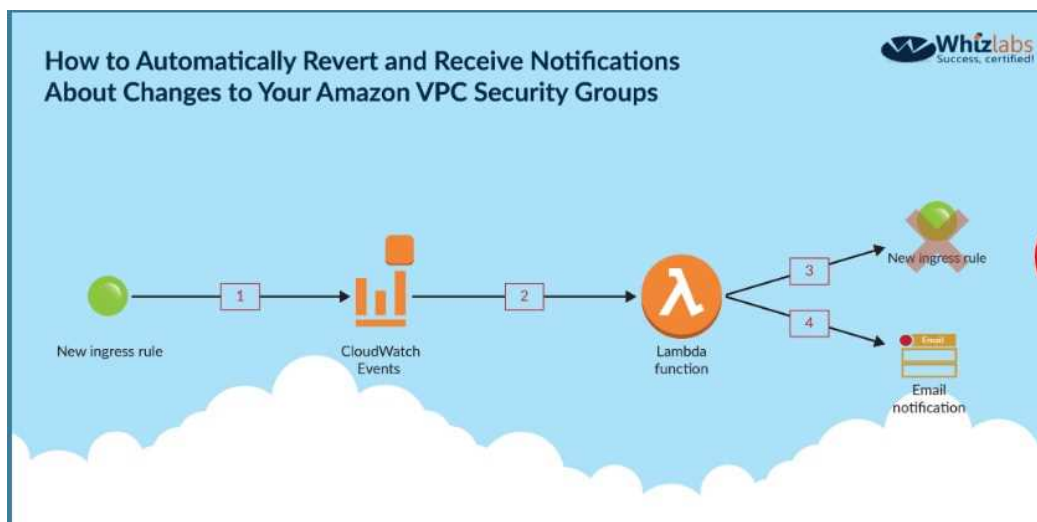 How to Automatically Revert and Receive Notifications
About Changes to Your Amazon VPC Security Groups
Whizlabs
Success, certified!
1
2
3
4
New ingress rule
CloudWatch
Events
λ
Lambda
function
New ingress rule
Email
Email
notification